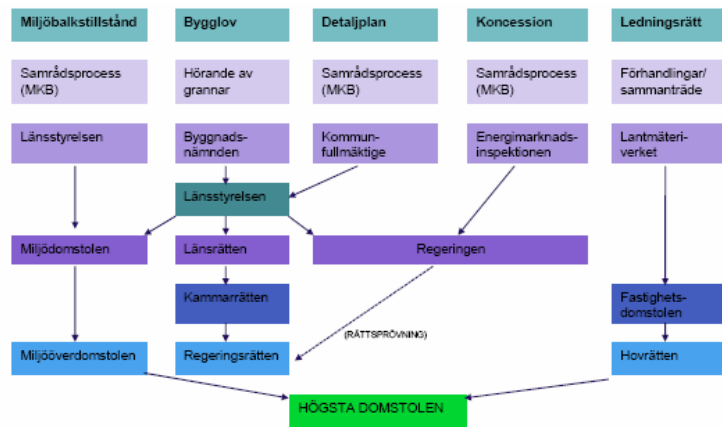 Miljöbalkstillstånd
Bygglov
Detaljplan
Koncession
Ledningsrätt
Samrådsprocess
(MKB)
Hörande av
grannar
Samrådsprocess
(MKB)
Samrådsprocess
(MKB)
Förhandlingar/
sammanträde
Länsstyrelsen
Byggnads-
nämnden
Kommun-
fullmäktige
Energimarknads-
inspektionen
Lantmäteri-
verket
Länsstyrelsen
Miljödomstolen
Länsrätten
Regeringen
Kammarrätten
Fastighets-
domstolen
(RÄTTSPRÖVNING)
Miljööverdomstolen
Regeringsrätten
Hovrätten
HÖGSTA DOMSTOLEN